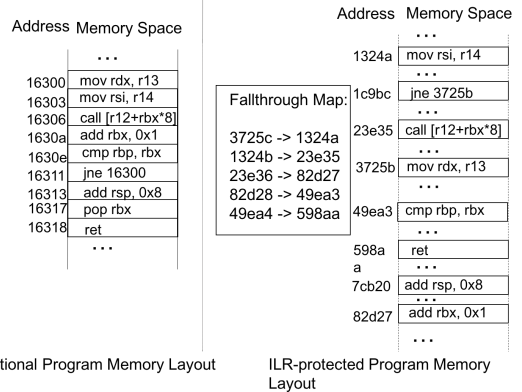 Address Memory Space
. . .
16300 mov rdx, r13
16303 mov rsi, r14
16306 call [r12+rbx*8]
1630a add rbx, 0x1
1630e cmp rbp, rbx
16311 jne 16300
16313 add rsp, 0x8
16317 pop rbx
16318 ret
. . .
tional Program Memory Layout
Fallthrough Map:
3725c -> 1324a
1324b -> 23e35
23e36 -> 82d27
82d28 -> 49ea3
49ea4 -> 598aa
Address Memory Space
. . .
1324a mov rsi, r14
. . .
1c9bc jne 3725b
. . .
23e35 call [r12+rbx*8]
. . .
3725b mov rdx, r13
. . .
49ea3 cmp rbp, rbx
. . .
598a ret
a . . .
7cb20 add rsp, 0x8
. . .
82d27 add rbx, 0x1
. . .
ILR-protected Program Memory
Layout